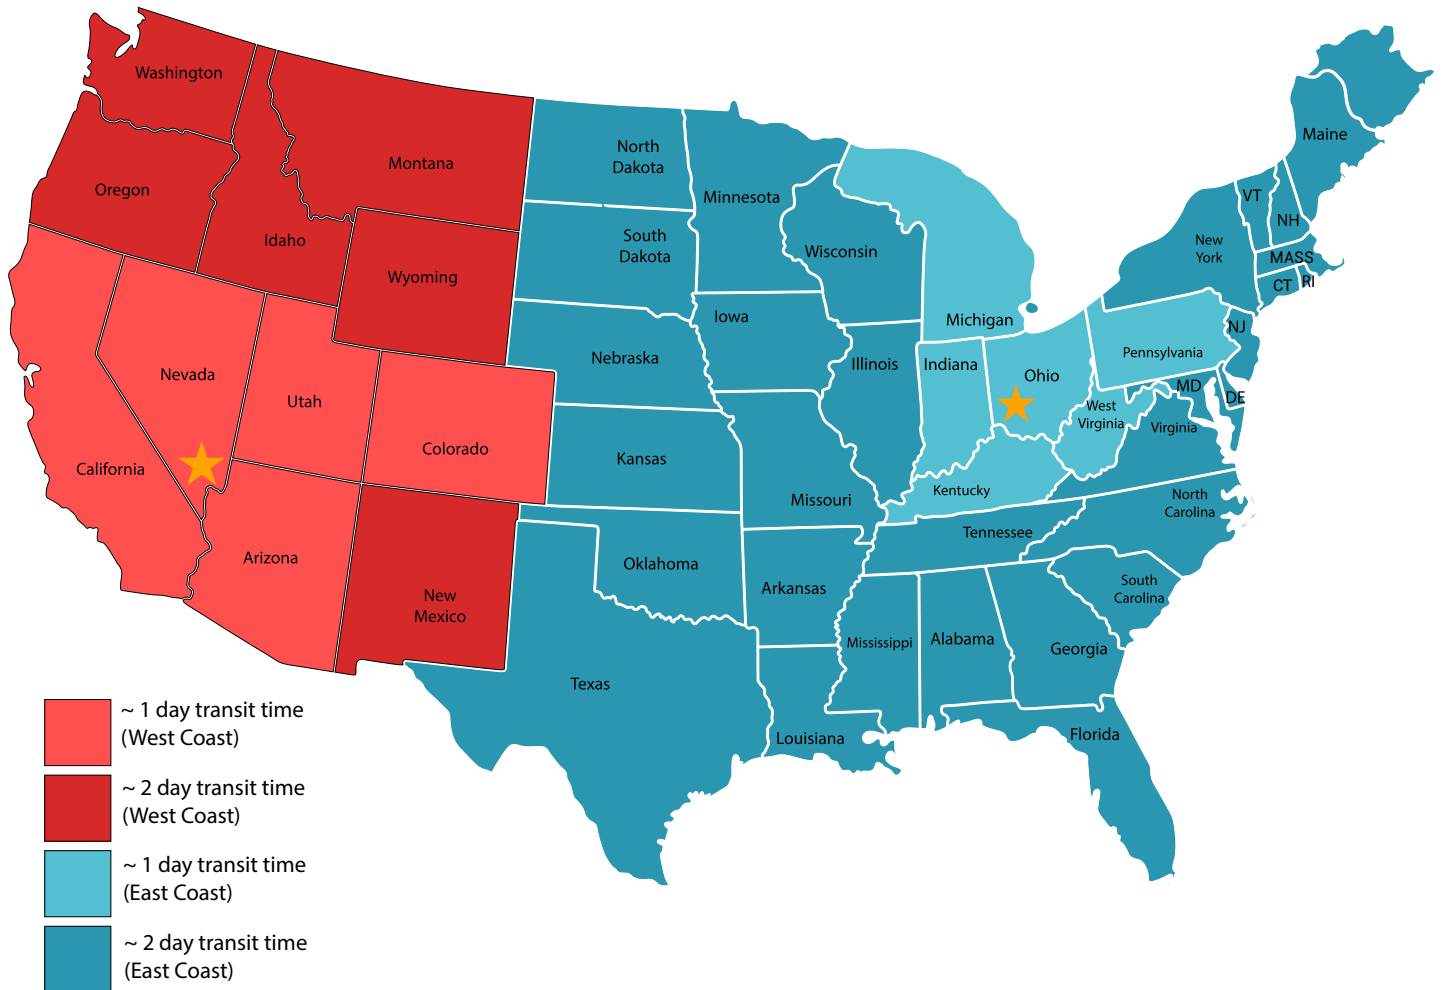 Washington
Montana
Oregon
Idaho
Wyoming
Nevada
Utah
Colorado
California
Arizona
New
Mexico
North
Dakota
South
Dakota
Minnesota
Wisconsin
Iowa
Nebraska
Kansas
Illinois
Missouri
Oklahoma
Arkansas
Texas
Louisiana
Mississippi
Alabama
Georgia
Florida
South
Carolina
North
Carolina
Tennessee
Kentucky
Michigan
Indiana
Ohio
West
Virginia
Virginia
Pennsylvania
MD
DE
NJ
New
York
CT
RI
MASS
VT
NH
Maine
~ 1 day transit time
(West Coast)
~ 2 day transit time
(West Coast)
~ 1 day transit time
(East Coast)
~ 2 day transit time
(East Coast)